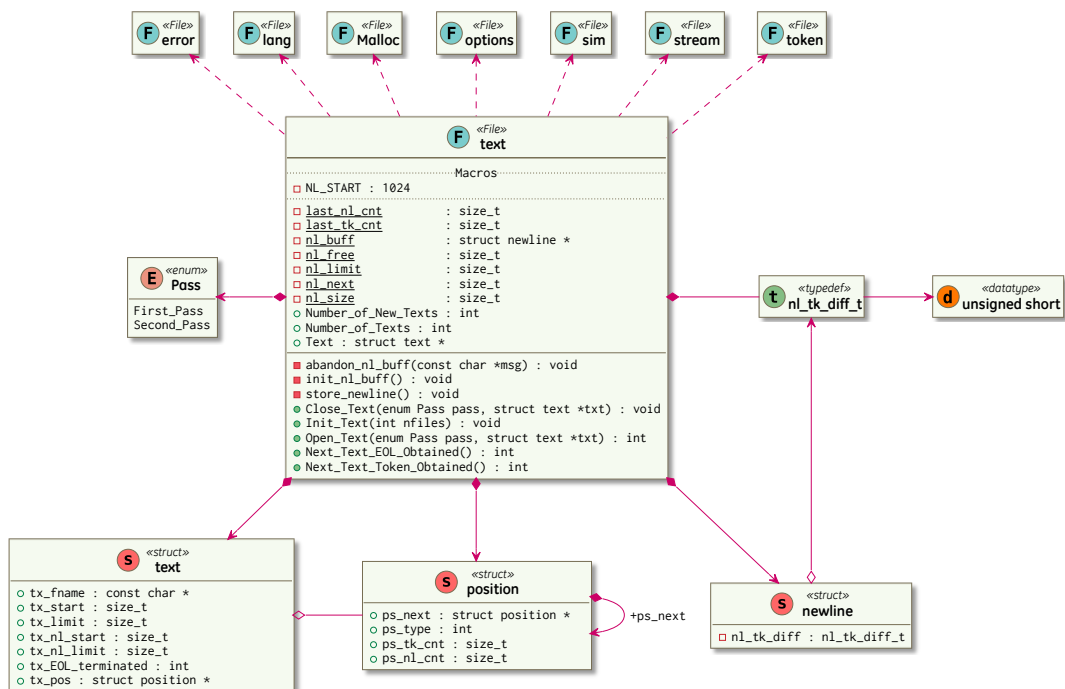 F «File» error
F «File» lang
F «File» Malloc
F «File» options
F «File» sim
F «File» stream
F «File» token
F «File» text
Macros
NL_START : 1024
last_nl_cnt : size_t
last_tk_cnt : size_t
nl_buff : struct newline *
nl_free : size_t
nl_limit : size_t
nl_next : size_t
nl_size : size_t
Number_of_New_Texts : int
Number_of_Texts : int
Text : struct text *
abandon_nl_buff(const char *msg) : void
init_nl_buff() : void
store_newline() : void
Close_Text(enum Pass pass, struct text *txt) : void
Init_Text(int nfiles) : void
Open_Text(enum Pass pass, struct text *txt) : int
Next_Text_EOL_Obtained() : int
Next_Text_Token_Obtained() : int
E «enum» Pass
First_Pass
Second_Pass
t «typedef» nl_tk_diff_t
d «datatype» unsigned short
S «struct» text
tx_fname : const char *
tx_start : size_t
tx_limit : size_t
tx_nl_start : size_t
tx_nl_limit : size_t
tx_EOL_terminated : int
tx_pos : struct position *
S «struct» position
ps_next : struct position *
ps_type : int
ps_tk_cnt : size_t
ps_nl_cnt : size_t
+ps_next
S «struct» newline
nl_tk_diff : nl_tk_diff_t